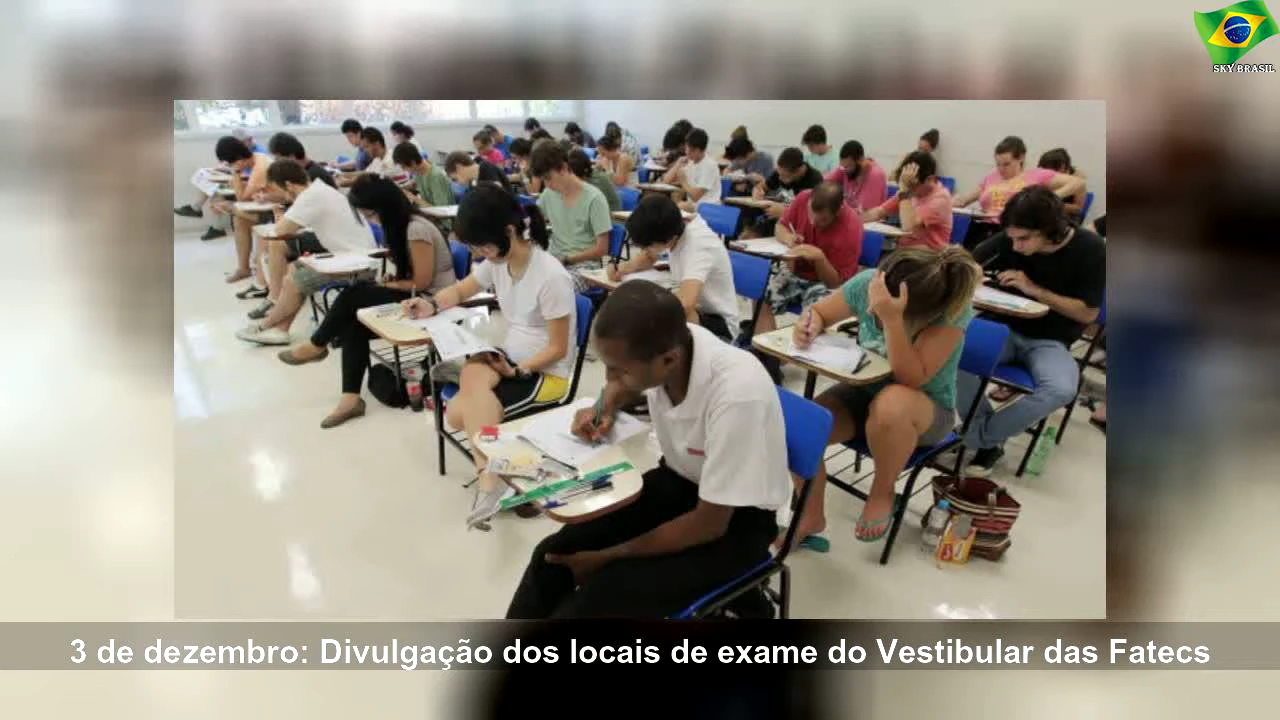 SKY BRASIL
3 de dezembro: Divulgação dos locais de exame do Vestibular das Fatecs